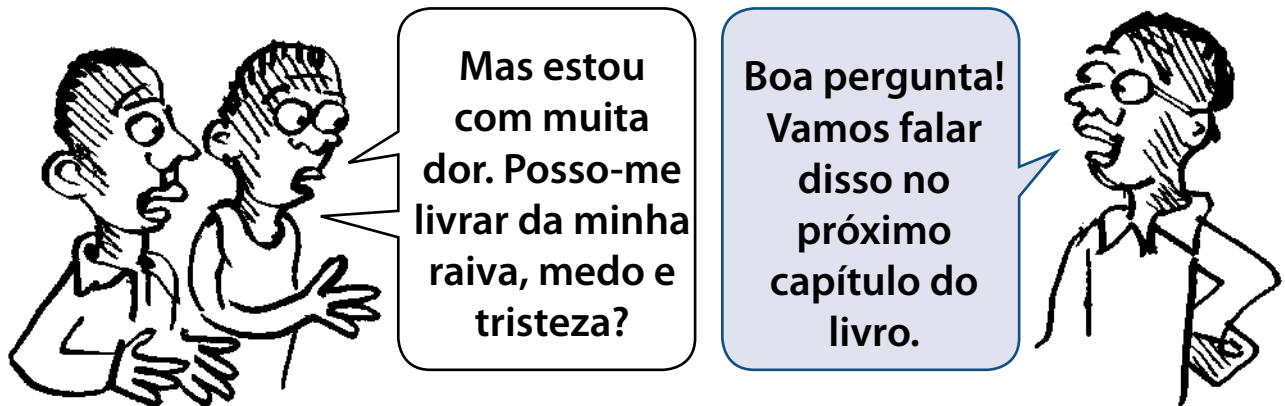 Mas estou
com muita
dor. Posso-me
livrar da minha
raiva, medo e
tristeza?
Boa pergunta!
Vamos falar
disso no
próximo
capítulo do
livro.